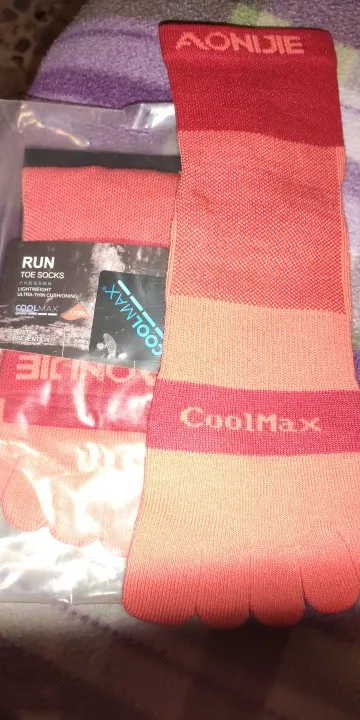 AONIJIE
RUN
TOE SOCKS
LIGHTWEIGHT
ULTRA-THIN CUSHIONING
COOLMAX
COOLMAX
AONIJIE
CoolMax